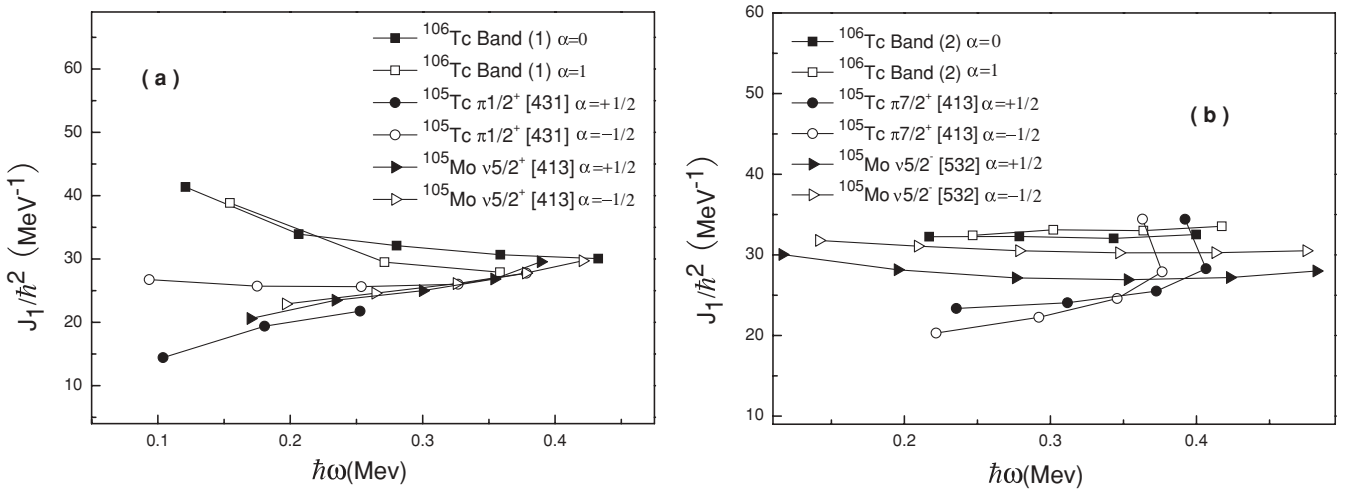 J₁/ħ² (MeV⁻¹)
60
50
40
30
20
10
( a )
¹⁰⁶Tc Band (1) α=0
¹⁰⁶Tc Band (1) α=1
¹⁰⁵Tc π1/2⁺ [431] α=+1/2
¹⁰⁵Tc π1/2⁺ [431] α=−1/2
¹⁰⁵Mo ν5/2⁺ [413] α=+1/2
¹⁰⁵Mo ν5/2⁺ [413] α=−1/2
0.1 0.2 0.3 0.4
ħω(Mev)
J₁/ħ² (MeV⁻¹)
60
50
40
30
20
10
¹⁰⁶Tc Band (2) α=0
¹⁰⁶Tc Band (2) α=1
¹⁰⁵Tc π7/2⁺ [413] α=+1/2
¹⁰⁵Tc π7/2⁺ [413] α=−1/2
¹⁰⁵Mo ν5/2⁻ [532] α=+1/2
¹⁰⁵Mo ν5/2⁻ [532] α=−1/2
( b )
0.2 0.3 0.4
ħω(Mev)